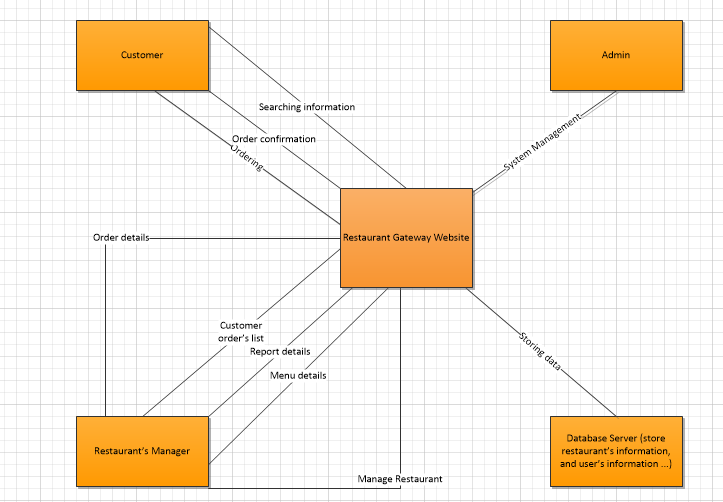 Customer
Admin
Searching information
Order confirmation
Ordering
System Management
Restaurant Gateway Website
Order details
Customer
order's list
Report details
Menu details
Storing data
Restaurant's Manager
Database Server (store
restaurant's information,
and user's information ...)
Manage Restaurant